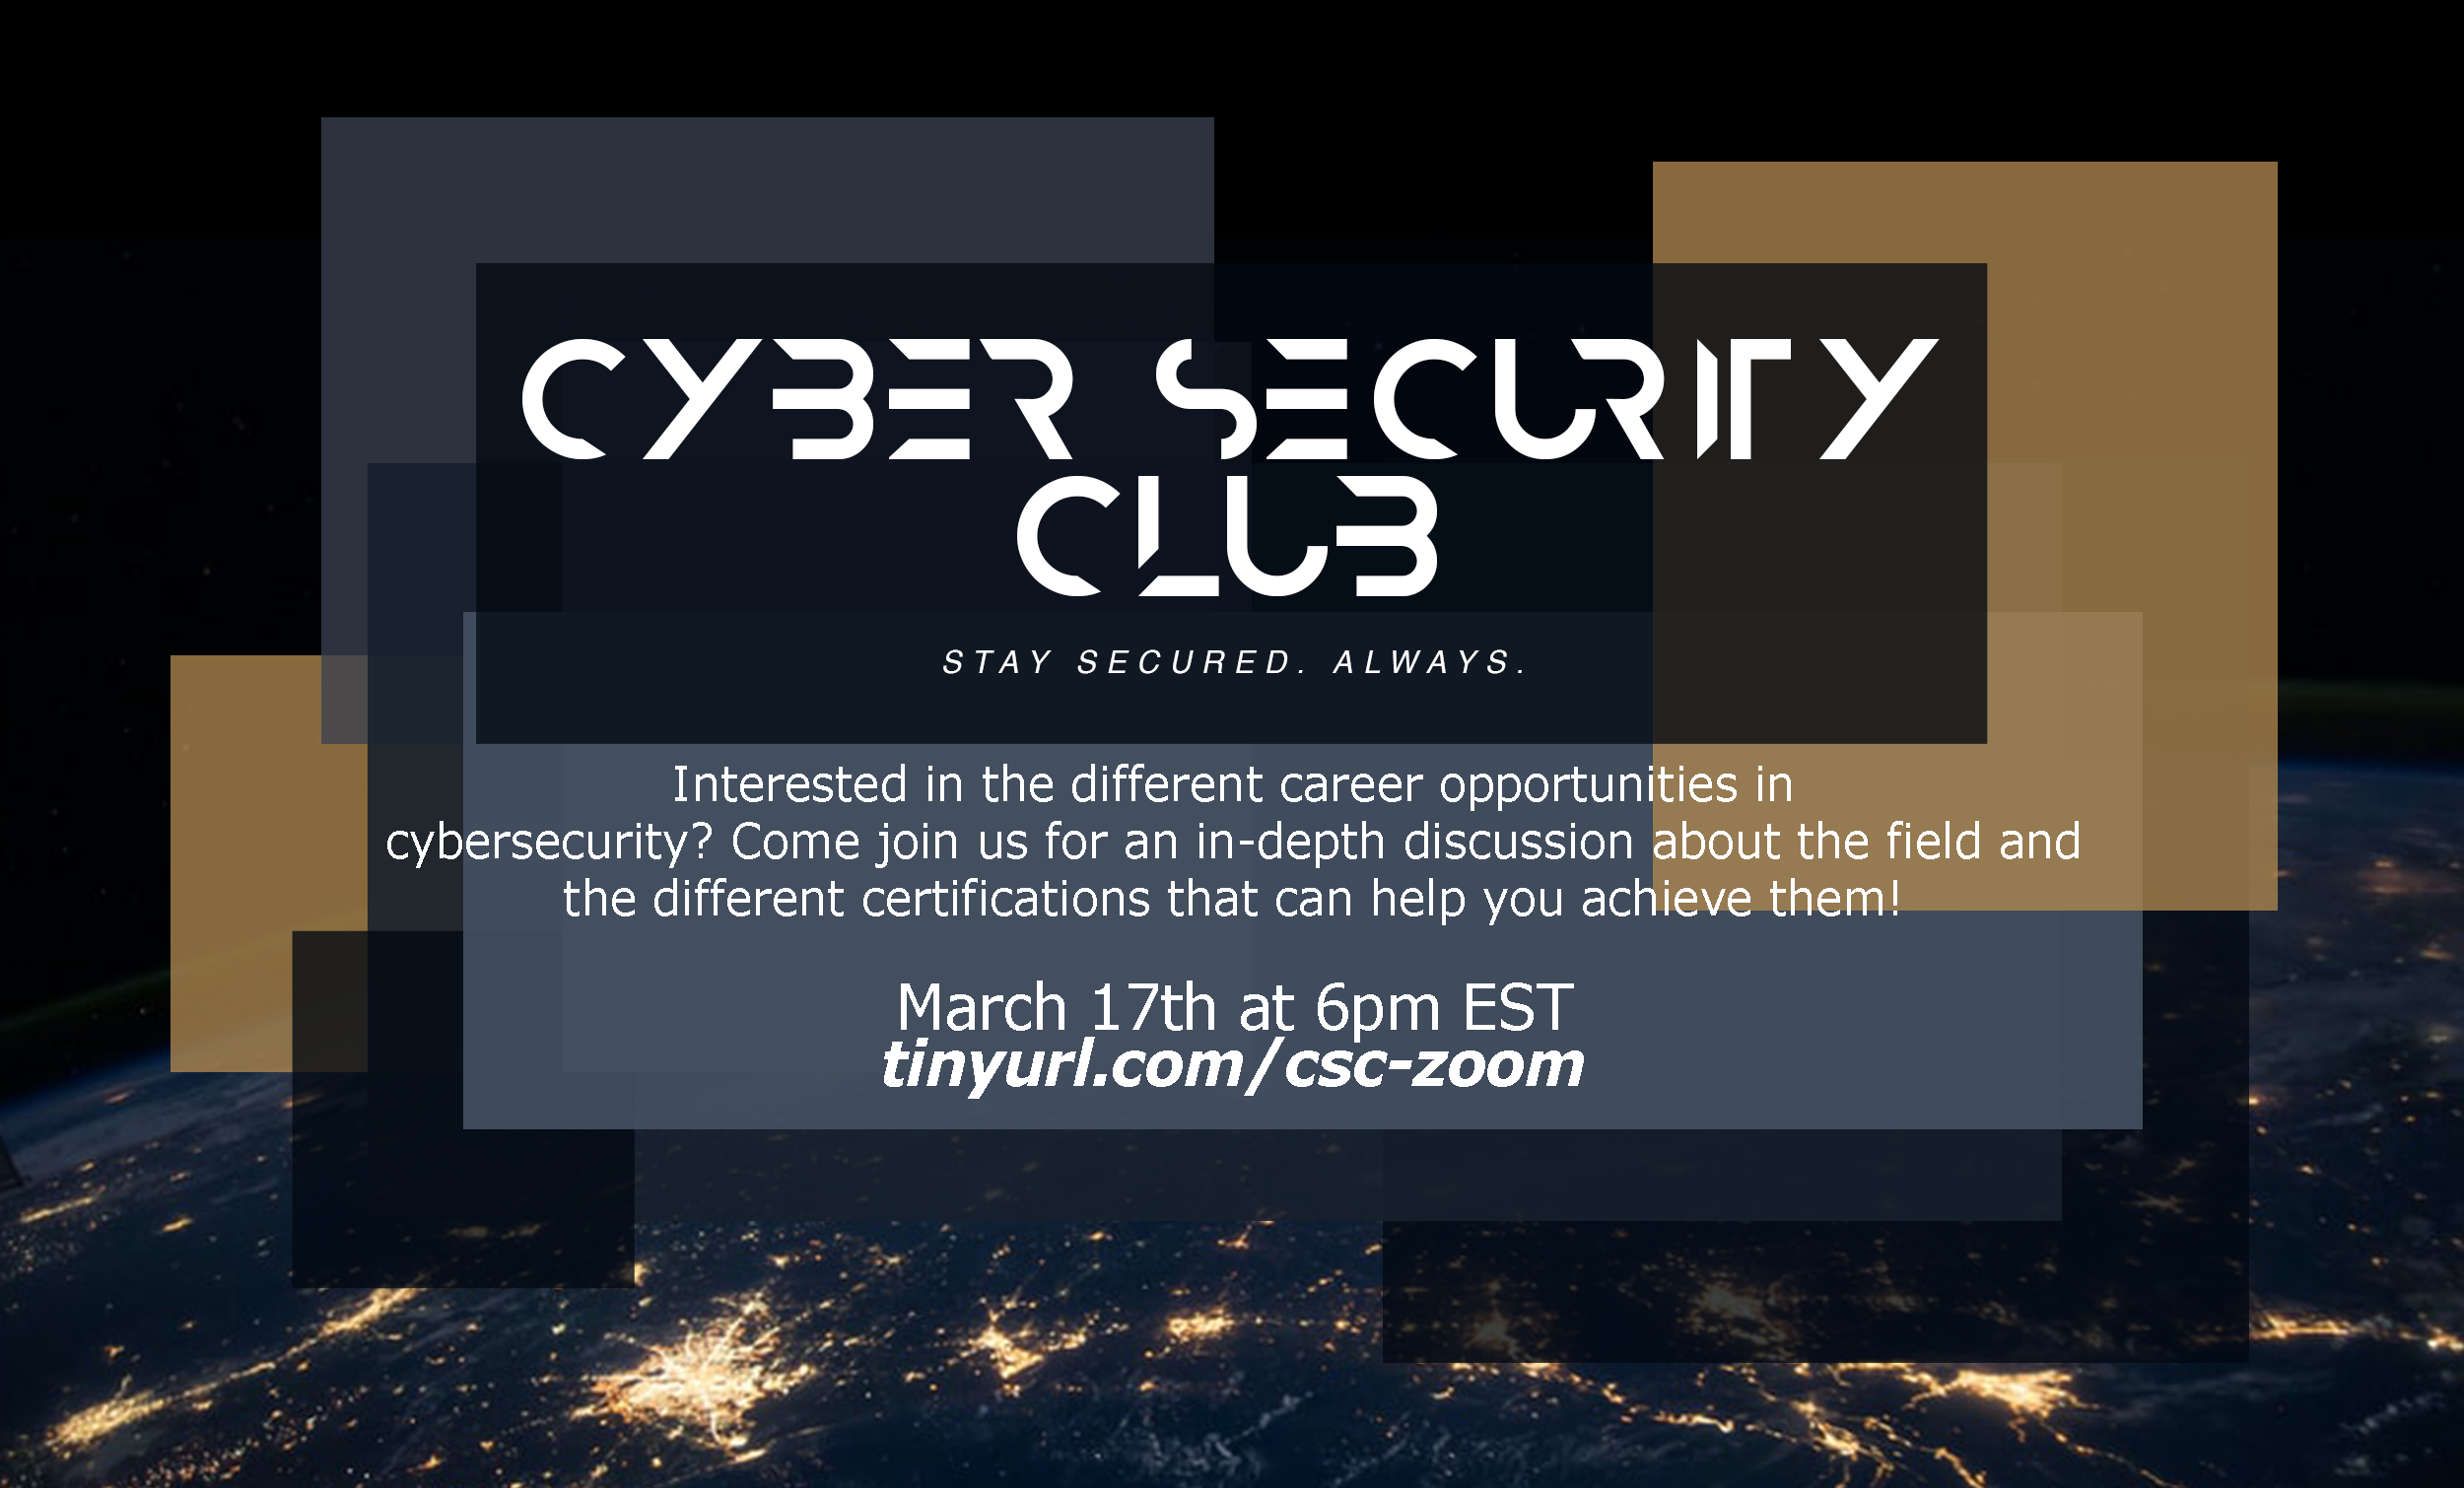 CYBER SECURITY
CLUB
STAY SECURED. ALWAYS.
Interested in the different career opportunities in
cybersecurity? Come join us for an in-depth discussion about the field and
the different certifications that can help you achieve them!
March 17th at 6pm EST
tinyurl.com/csc-zoom